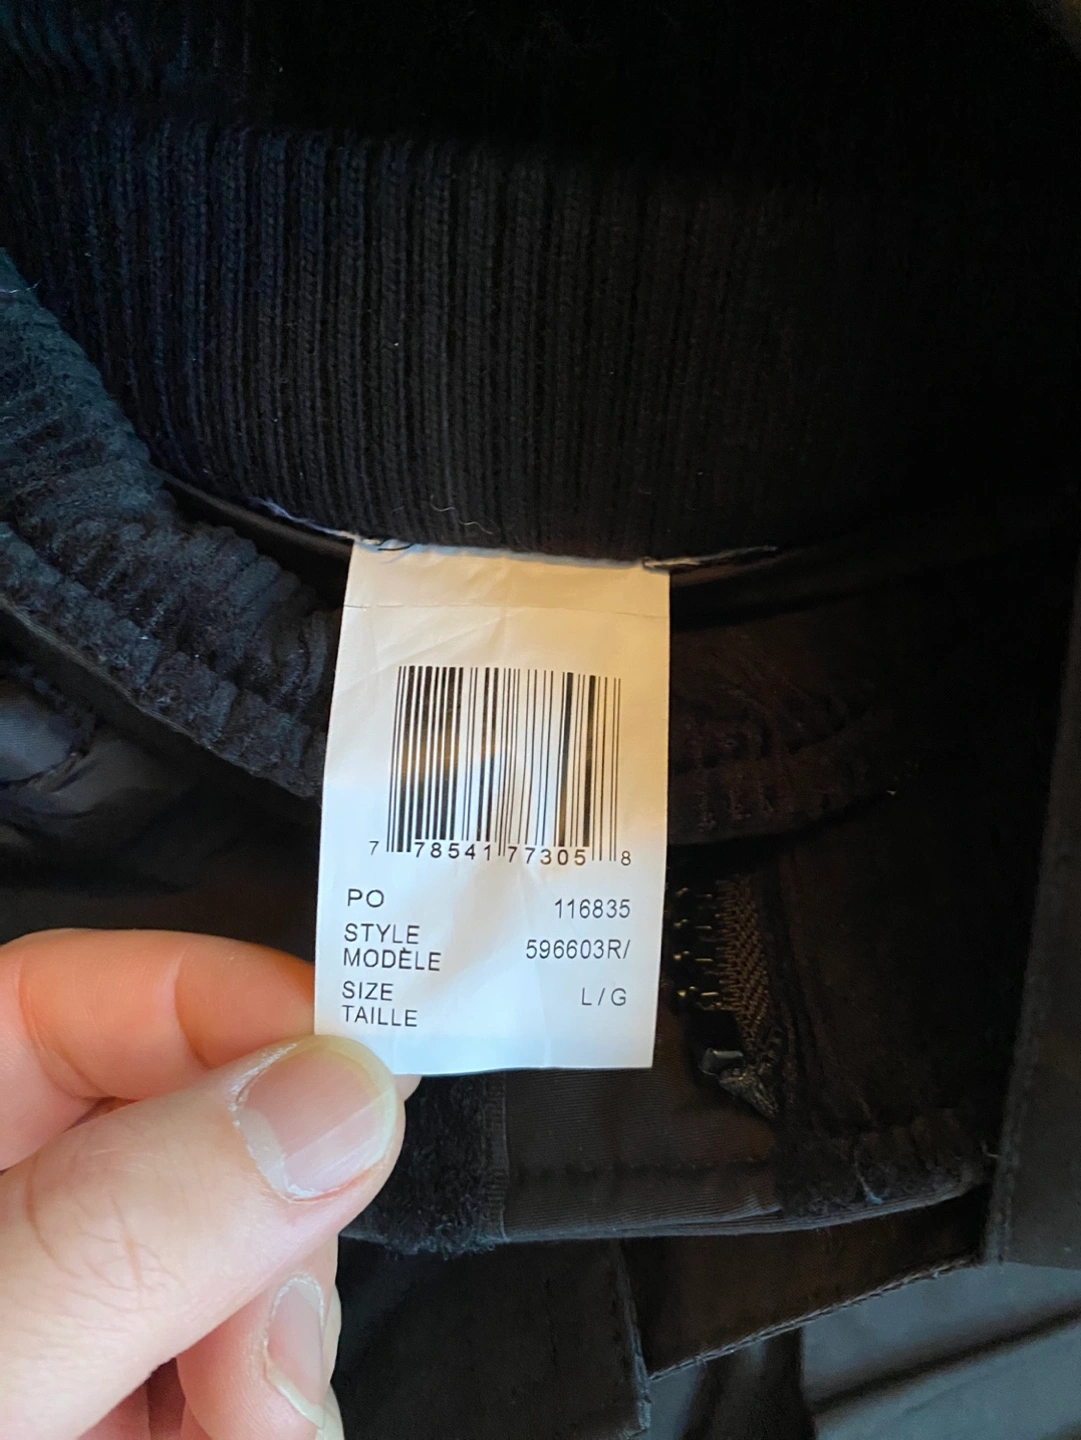 7 78541 77305 8
PO 116835
STYLE
MODÈLE 596603R/
SIZE L/G
TAILLE